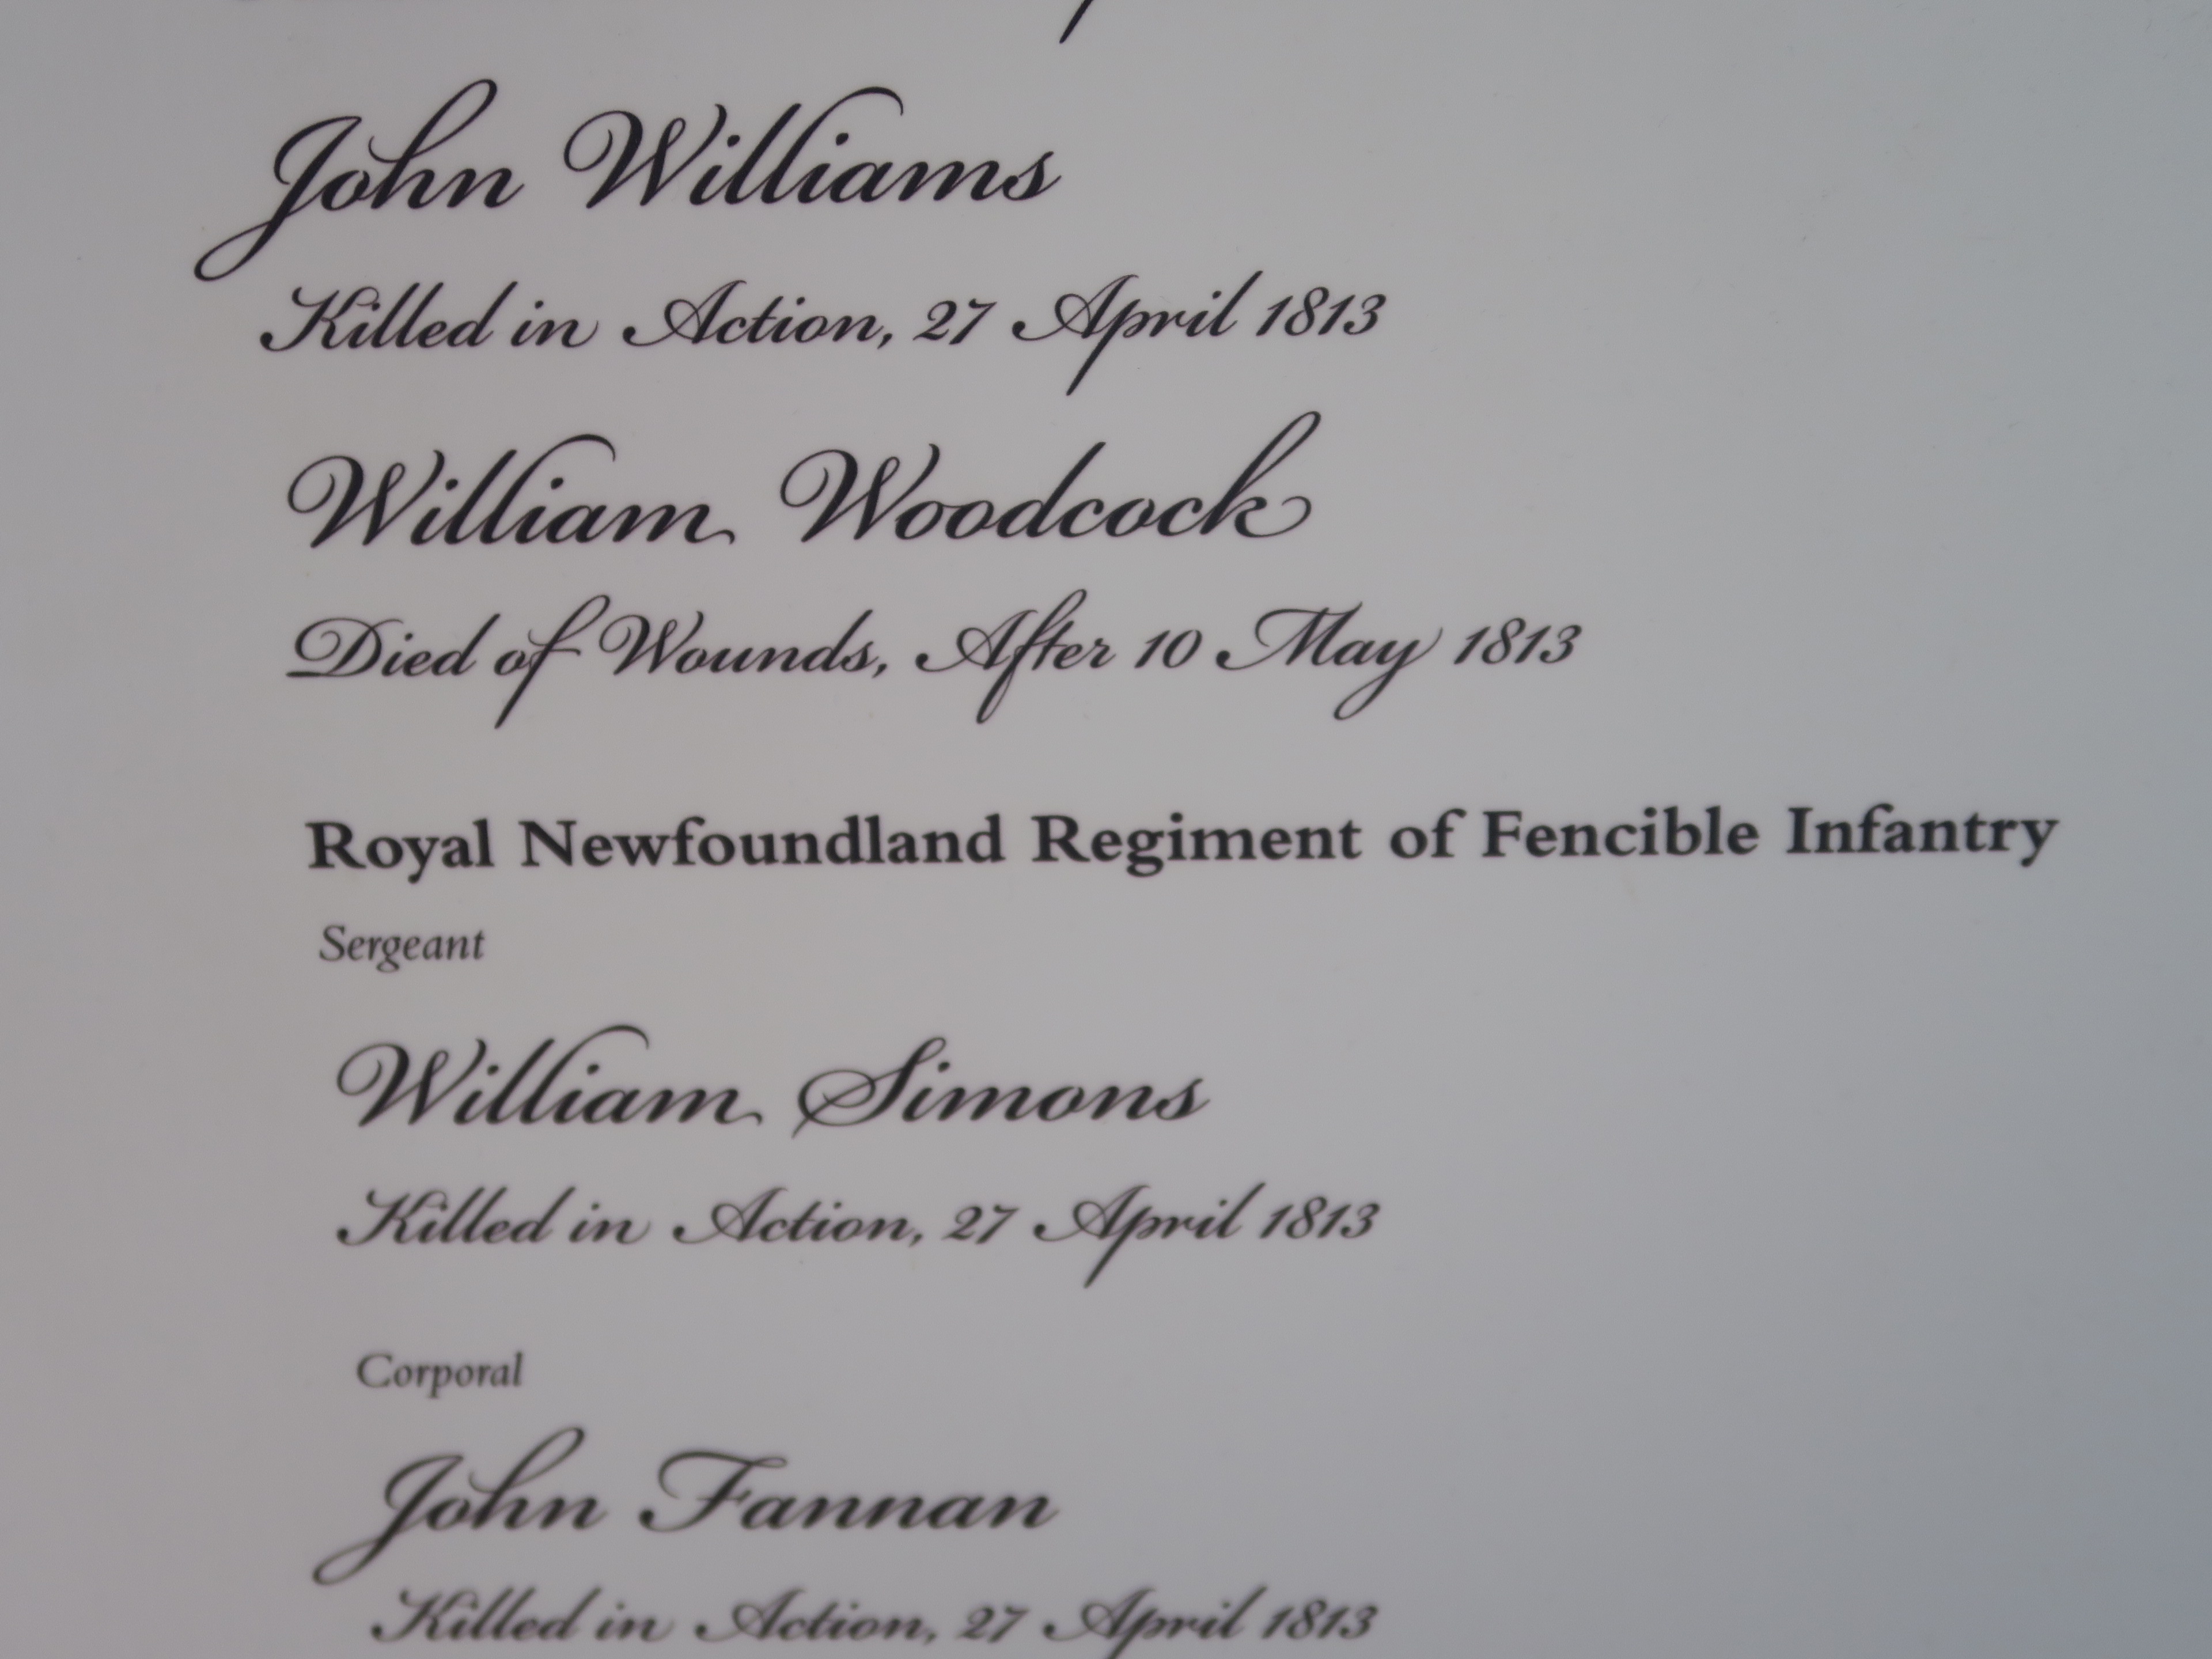 John Williams
Killed in Action, 27 April 1813
William Woodcock
Died of Wounds, After 10 May 1813
Royal Newfoundland Regiment of Fencible Infantry
Sergeant
William Simons
Killed in Action, 27 April 1813
Corporal
John Fannan
Killed in Action, 27 April 1813